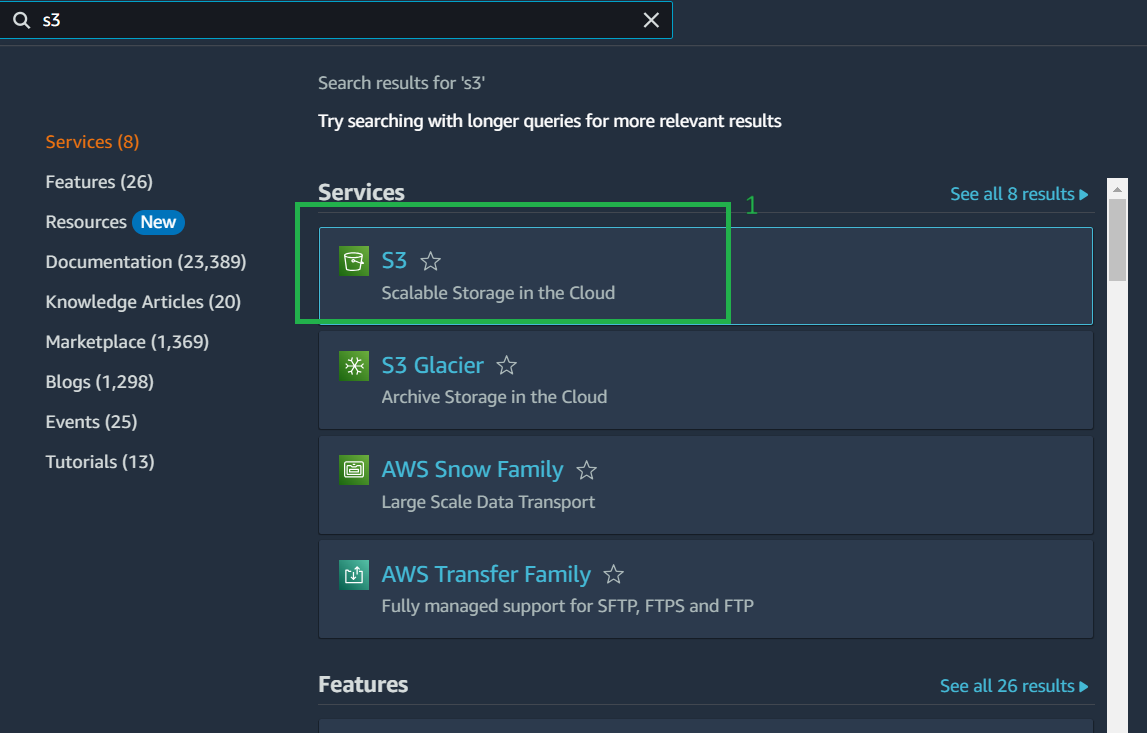 s3
Search results for 's3'
Try searching with longer queries for more relevant results
Services (8)
Features (26)
Resources New
Documentation (23,389)
Knowledge Articles (20)
Marketplace (1,369)
Blogs (1,298)
Events (25)
Tutorials (13)
Services
See all 8 results
1
S3
Scalable Storage in the Cloud
S3 Glacier
Archive Storage in the Cloud
AWS Snow Family
Large Scale Data Transport
AWS Transfer Family
Fully managed support for SFTP, FTPS and FTP
Features
See all 26 results